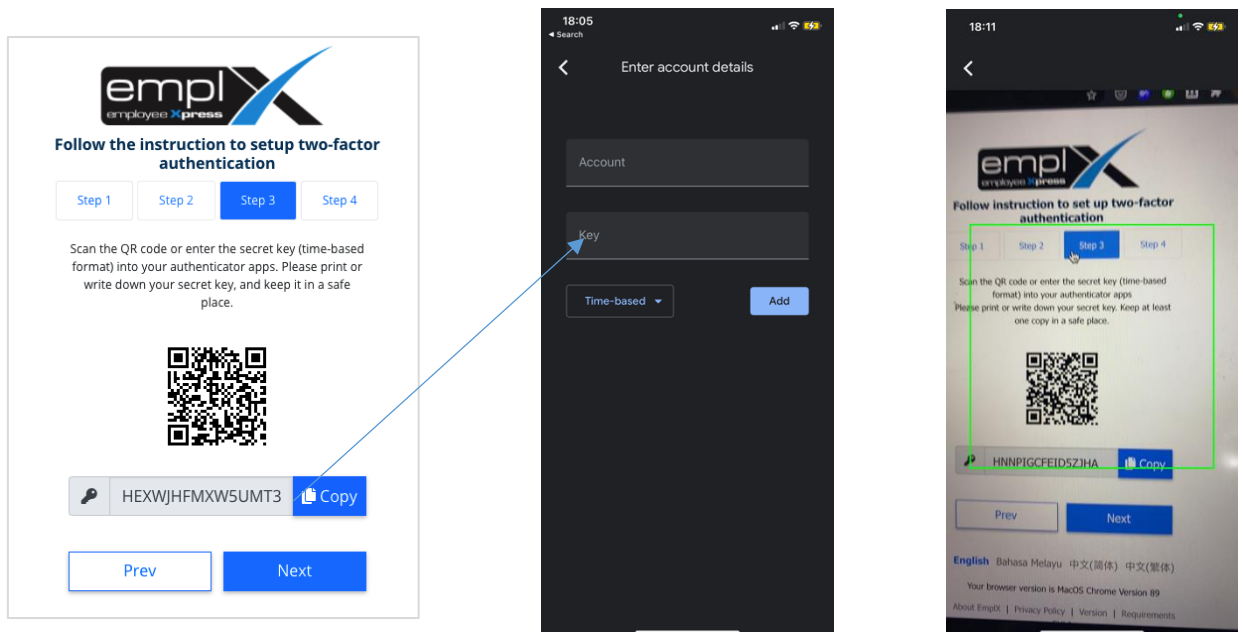 empl X
employee Xpress
Follow the instruction to setup two-factor
authentication
Step 1 Step 2 Step 3 Step 4
Scan the QR code or enter the secret key (time-based
format) into your authenticator apps. Please print or
write down your secret key, and keep it in a safe
place.
HEXWJHFMXW5UMT3 Copy
Prev Next
18:05
Search
Enter account details
Account
Key
Time-based Add
18:11
empl X
employee Xpress
Follow instruction to set up two-factor
authentication
Step 1 Step 2 Step 3 Step 4
Scan the QR code or enter the secret key (time-based
format) into your authenticator apps
Please print or write down your secret key. Keep at least
one copy in a safe place.
HNNPIGCFEID5ZJHA Copy
Prev Next
English Bahasa Melayu 中文(简体) 中文(繁体)
Your browser version is MacOS Chrome Version 89
About EmplX | Privacy Policy | Version | Requirements